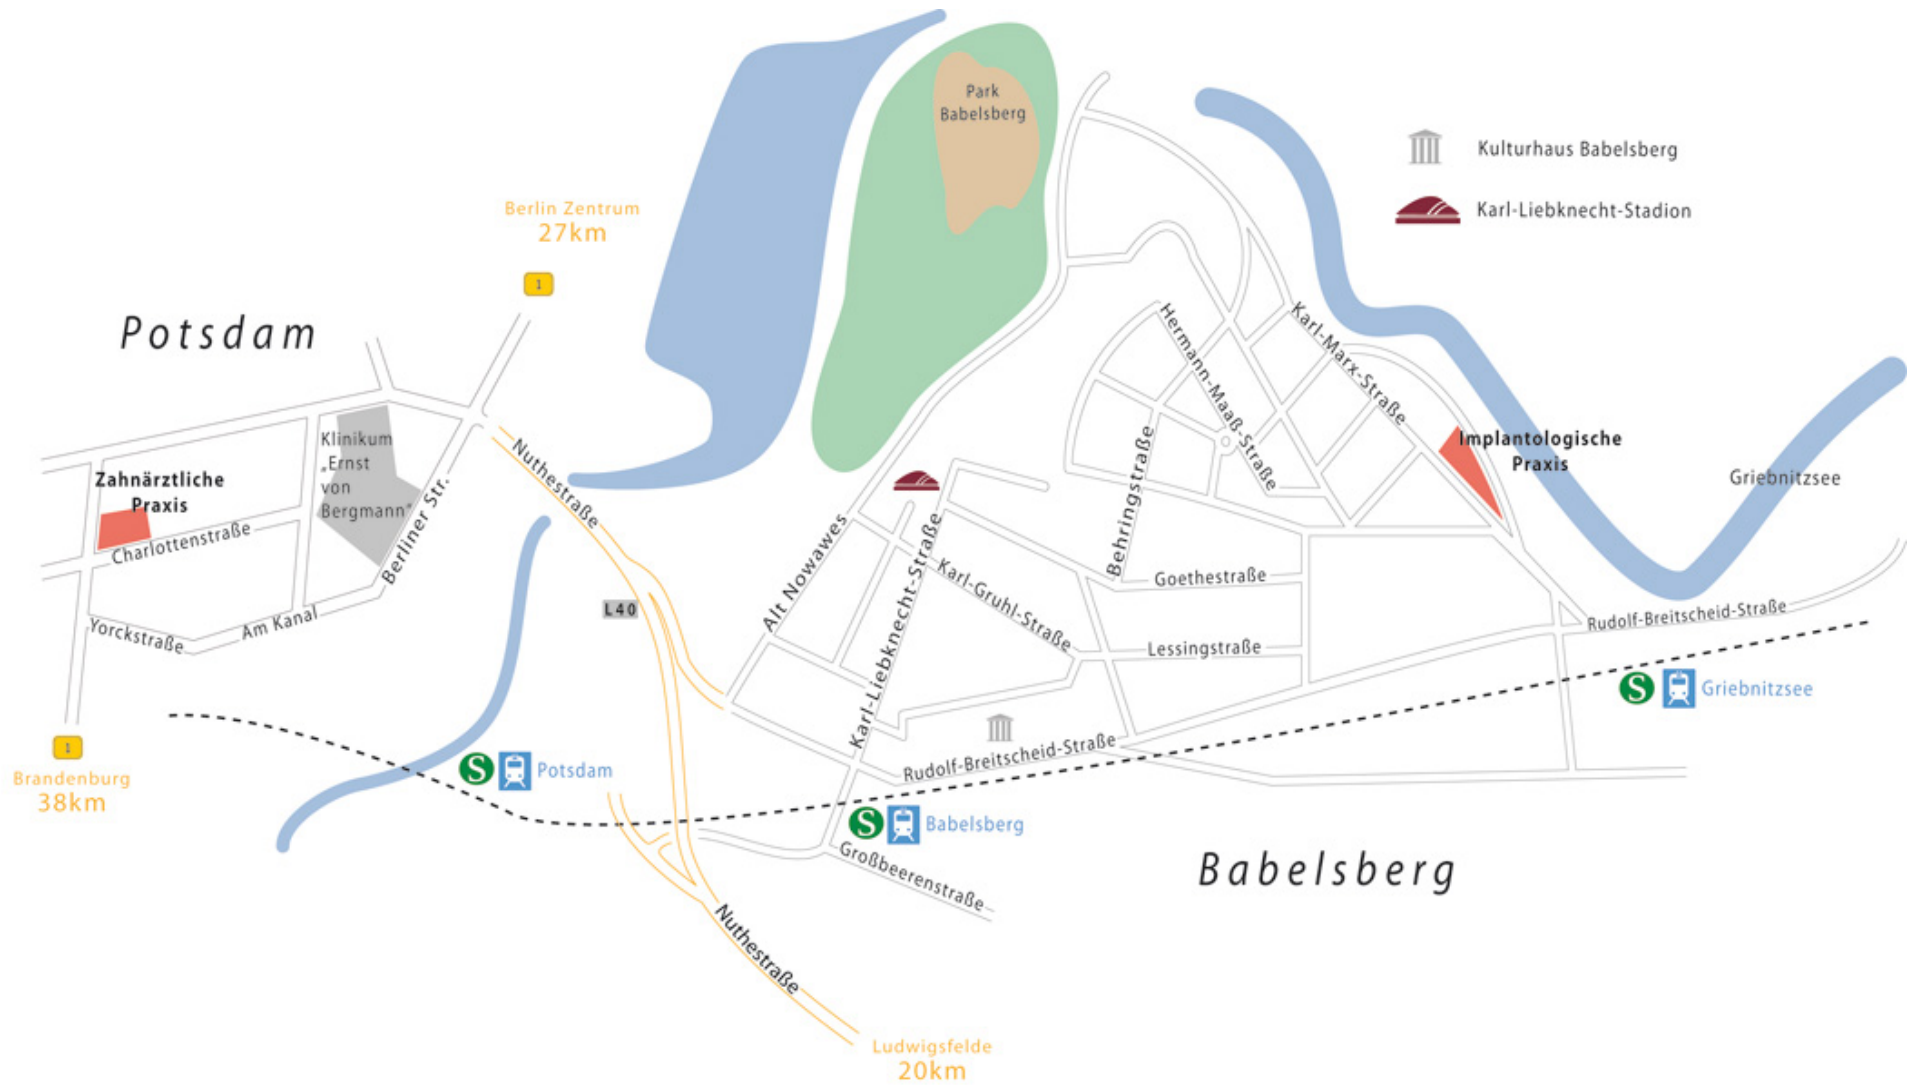 Park
Babelsberg
Kulturhaus Babelsberg
Karl-Liebknecht-Stadion
Berlin Zentrum
27km
1
Potsdam
Karl-Marx-Straße
Hermann-Maaß-Straße
Klinikum
„Ernst
von
Bergmann“
Zahnärztliche
Praxis
Implantologische
Praxis
Griebnitzsee
Nuthestraße
Berliner Str.
Charlottenstraße
Behringstraße
Alt Nowawes
Karl-Liebknecht-Straße
Karl-Gruhl-Straße
Goethestraße
L40
Am Kanal
Yorckstraße
Lessingstraße
Rudolf-Breitscheid-Straße
S
Griebnitzsee
Rudolf-Breitscheid-Straße
1
Brandenburg
38km
S
Potsdam
S
Babelsberg
Großbeerenstraße
Babelsberg
Nuthestraße
Ludwigsfelde
20km